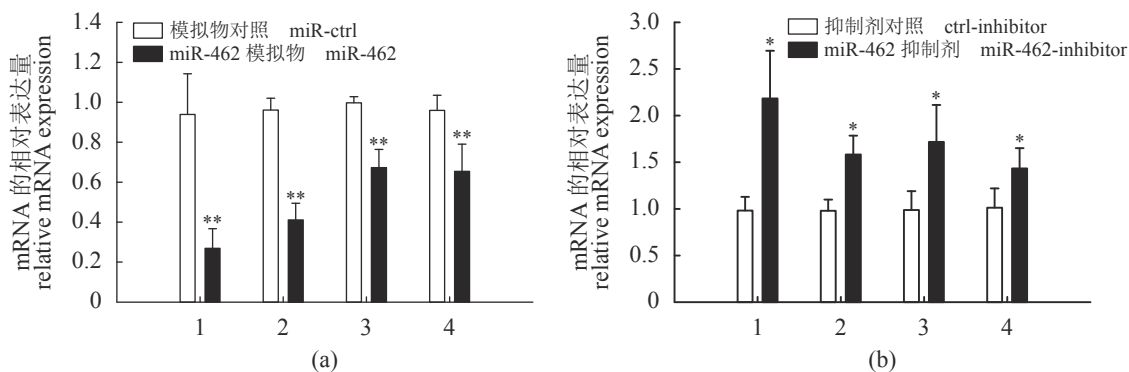 mRNA 的相对表达量
relative mRNA expression
1.4
1.2
1.0
0.8
0.6
0.4
0.2
0
模拟物对照 miR-ctrl
miR-462 模拟物 miR-462
**
**
**
**
1 2 3 4
(a)
mRNA 的相对表达量
relative mRNA expression
3.0
2.5
2.0
1.5
1.0
0.5
0
抑制剂对照 ctrl-inhibitor
miR-462 抑制剂 miR-462-inhibitor
*
*
*
*
1 2 3 4
(b)